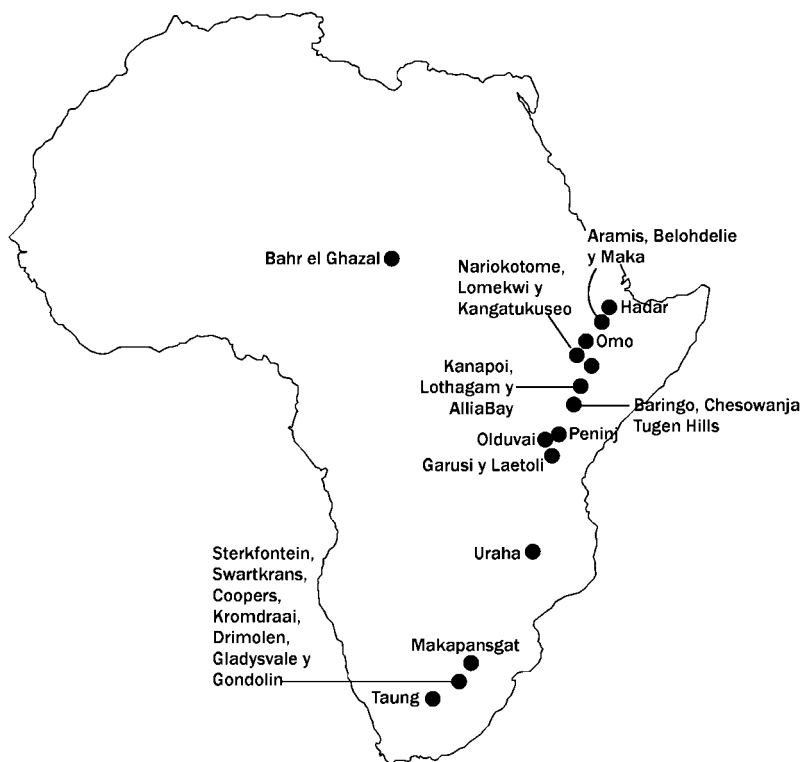 Aramis, Belohdelie
y Maka
Bahr el Ghazal
Nariokotome,
Lomekwi y
Kangatukuseo
Hadar
Omo
Kanapoi,
Lothagam y
AlliaBay
Baringo, Chesowanja
Tugen Hills
Peninj
Olduvai
Garusi y Laetoli
Uraha
Sterkfontein,
Swartkrans,
Coopers,
Kromdraai,
Drimolen,
Gladysvale y
Gondolin
Makapansgat
Taung